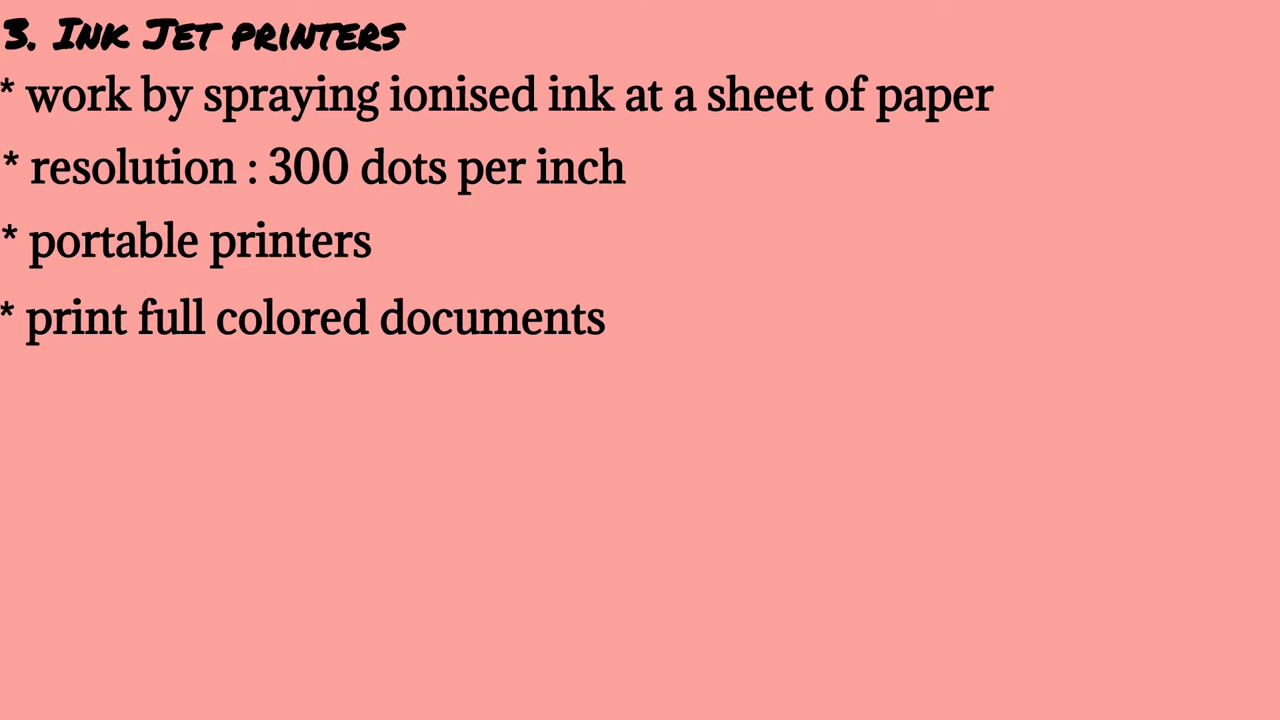 3. Ink Jet printers
* work by spraying ionised ink at a sheet of paper
* resolution : 300 dots per inch
* portable printers
* print full colored documents